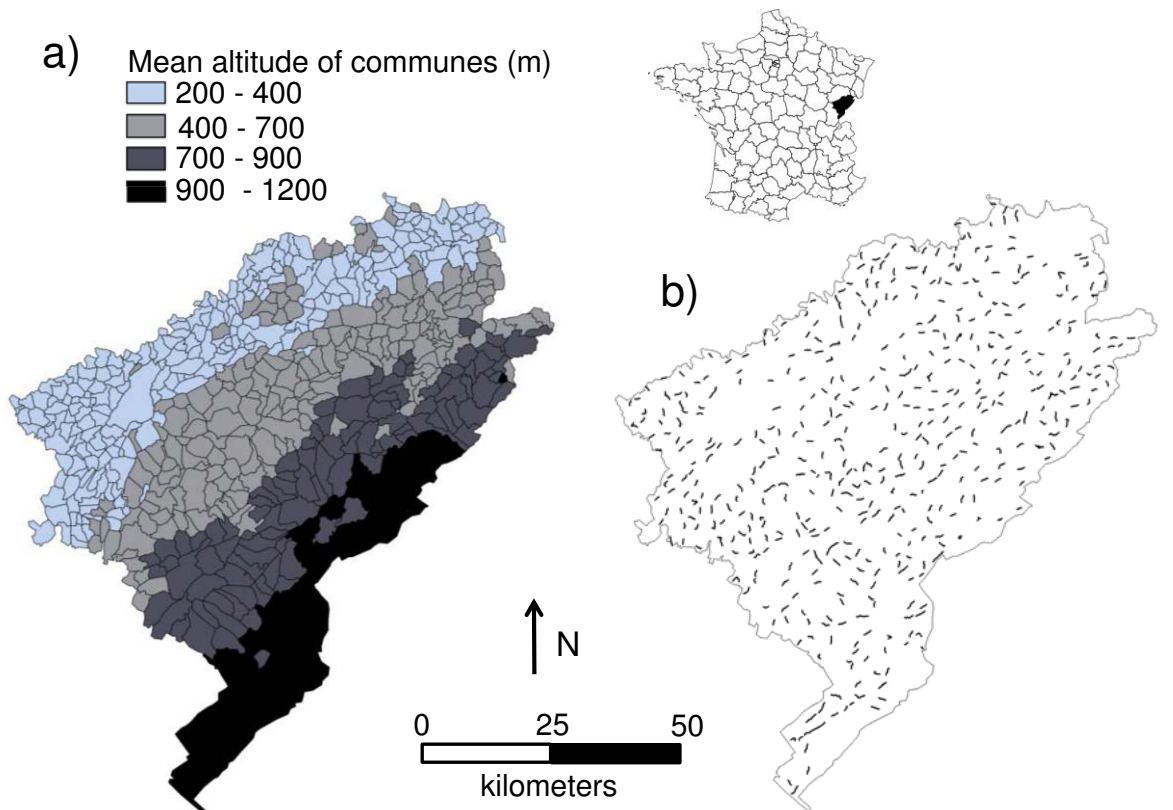 a)
Mean altitude of communes (m)
200 - 400
400 - 700
700 - 900
900 - 1200
b)
N
0 25 50
kilometers